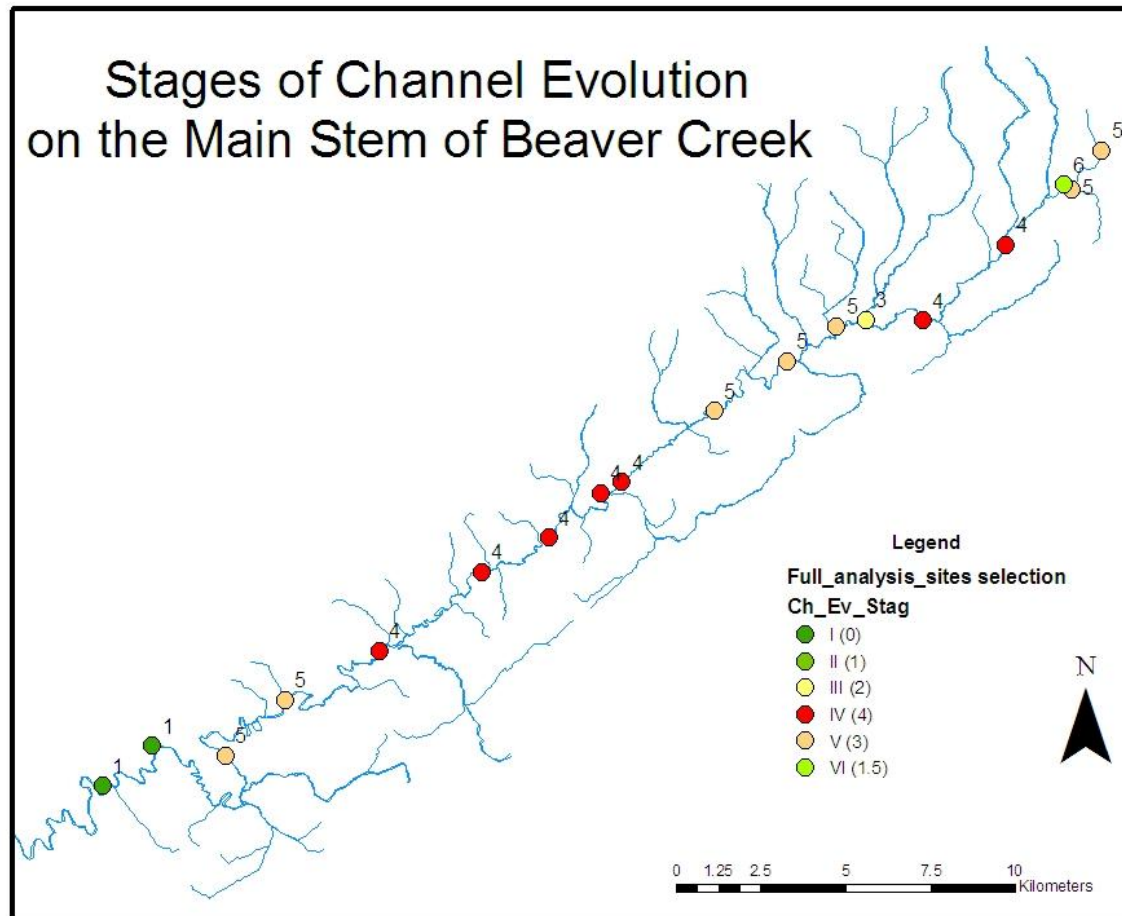 Stages of Channel Evolution
on the Main Stem of Beaver Creek
5
6
5
4
5
3
4
5
5
4
4
4
4
4
5
5
1
1
Legend
Full_analysis_sites selection
Ch_Ev_Stag
I (0)
II (1)
III (2)
IV (4)
V (3)
VI (1.5)
N
0 1.25 2.5 5 7.5 10
Kilometers